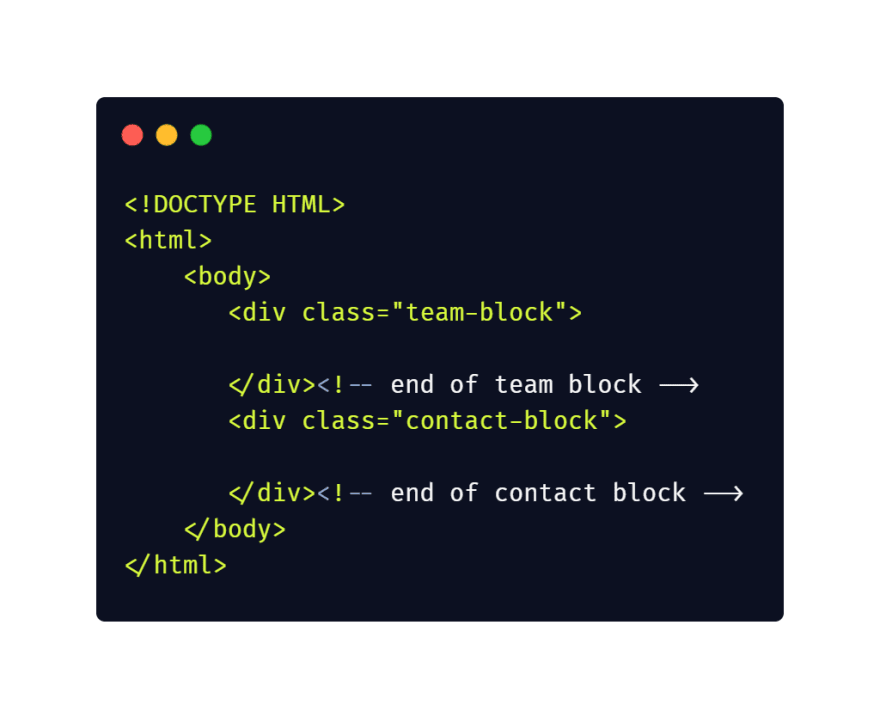 <!DOCTYPE HTML>
<html>
<body>
<div class="team-block">
</div><!-- end of team block -->
<div class="contact-block">
</div><!-- end of contact block -->
</body>
</html>